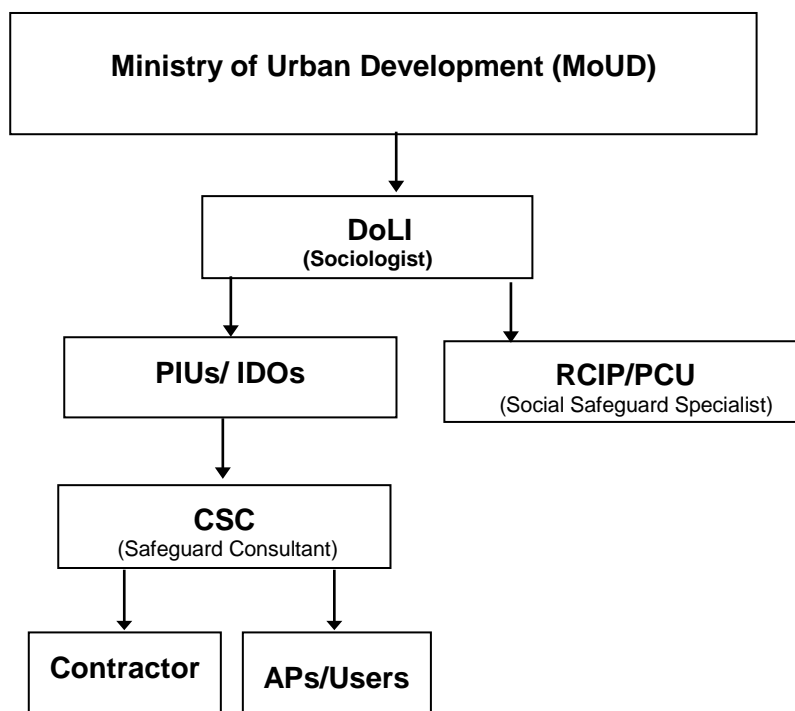 Ministry of Urban Development (MoUD)
DoLI
(Sociologist)
PIUs/ IDOs
RCIP/PCU
(Social Safeguard Specialist)
CSC
(Safeguard Consultant)
Contractor
APs/Users